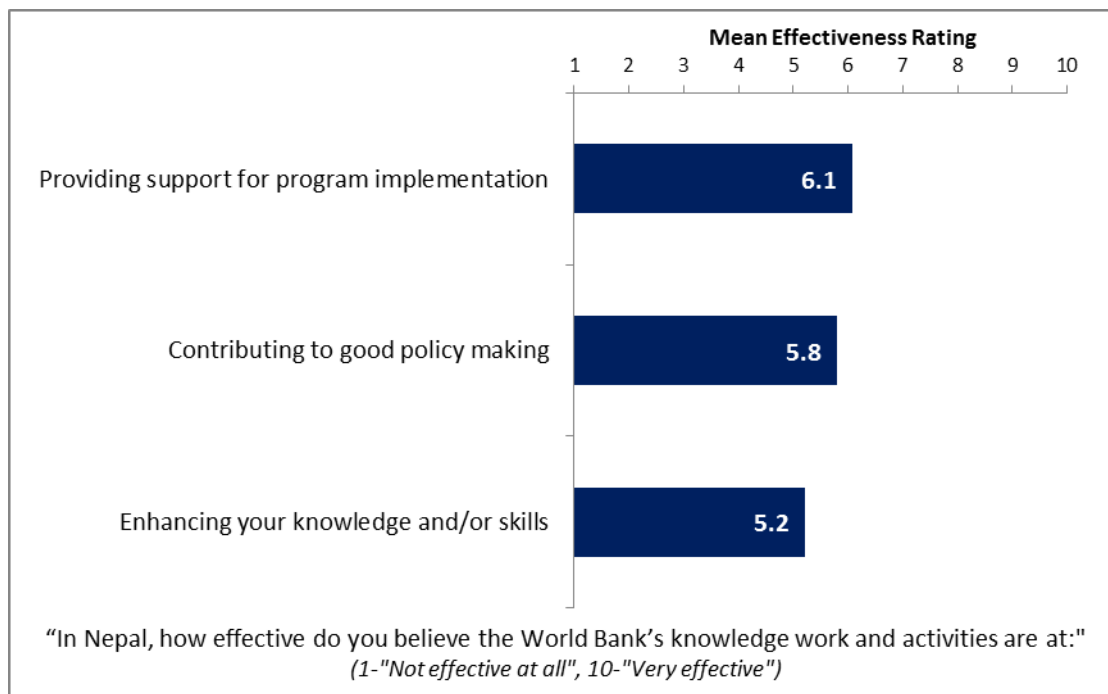 Mean Effectiveness Rating
1 2 3 4 5 6 7 8 9 10
Providing support for program implementation 6.1
Contributing to good policy making 5.8
Enhancing your knowledge and/or skills 5.2
“In Nepal, how effective do you believe the World Bank’s knowledge work and activities are at:"
(1-"Not effective at all", 10-"Very effective")